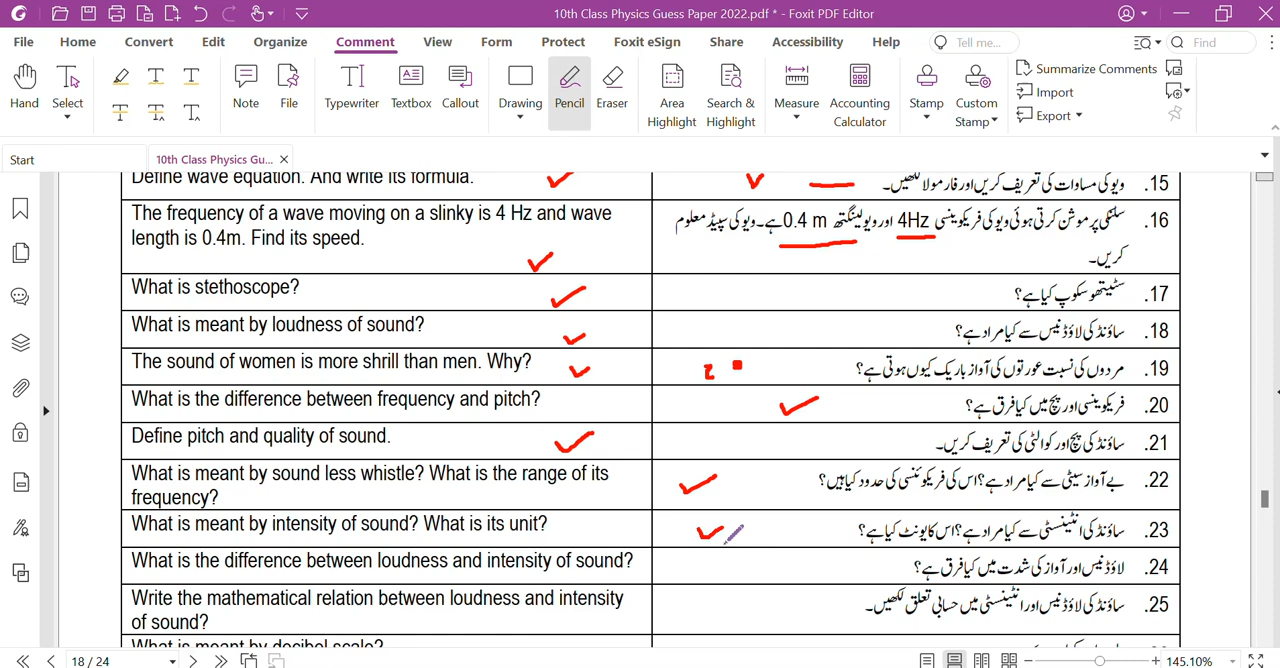 10th Class Physics Guess Paper 2022.pdf * - Foxit PDF Editor
File Home Convert Edit Organize Comment View Form Protect Foxit eSign Share Accessibility Help Tell me... Find
Hand Select Note File Typewriter Textbox Callout Drawing Pencil Eraser Area Highlight Search & Highlight Measure Accounting Calculator Stamp Custom Stamp Summarize Comments Import Export
Start 10th Class Physics Gu...
Define wave equation. And write its formula.
15. ویو کی مساوات کی تعریف کریں اور فارمولا لکھیں۔
The frequency of a wave moving on a slinky is 4 Hz and wave
length is 0.4m. Find its speed.
16. سلنکی پر موشن کرتی ہوئی ویو کی فریکوینسی 4Hz اور ویولینگتھ 0.4 m ہے۔ ویو کی سپیڈ معلوم
کریں۔
What is stethoscope?
17. سٹیتھوسکوپ کیا ہے؟
What is meant by loudness of sound?
18. ساؤنڈ کی لاؤڈنیس سے کیا مراد ہے؟
The sound of women is more shrill than men. Why?
19. مردوں کی نسبت عورتوں کی آواز باریک کیوں ہوتی ہے؟
What is the difference between frequency and pitch?
20. فریکوینسی اور پچ میں کیا فرق ہے؟
Define pitch and quality of sound.
21. ساؤنڈ کی پچ اور کوالٹی کی تعریف کریں۔
What is meant by sound less whistle? What is the range of its
frequency?
22. بے آواز سیٹی سے کیا مراد ہے؟ اس کی فریکوئنسی کی حدود کیا ہیں؟
What is meant by intensity of sound? What is its unit?
23. ساؤنڈ کی انٹینسٹی سے کیا مراد ہے؟ اس کا یونٹ کیا ہے؟
What is the difference between loudness and intensity of sound?
24. لاؤڈنیس اور آواز کی شدت میں کیا فرق ہے؟
Write the mathematical relation between loudness and intensity
of sound?
25. ساؤنڈ کی لاؤڈنیس اور انٹینسٹی میں حسابی تعلق لکھیں۔
What is meant by decibel scale?
18 / 24
145.10%